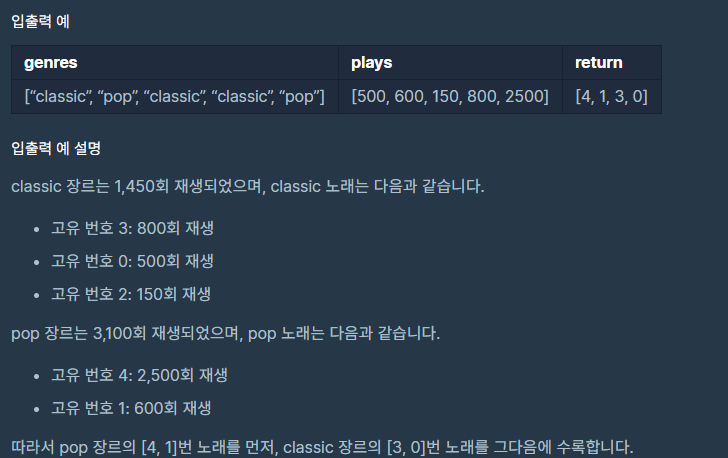 입출력 예
genres plays return
[“classic”, “pop”, “classic”, “classic”, “pop”] [500, 600, 150, 800, 2500] [4, 1, 3, 0]
입출력 예 설명
classic 장르는 1,450회 재생되었으며, classic 노래는 다음과 같습니다.
• 고유 번호 3: 800회 재생
• 고유 번호 0: 500회 재생
• 고유 번호 2: 150회 재생
pop 장르는 3,100회 재생되었으며, pop 노래는 다음과 같습니다.
• 고유 번호 4: 2,500회 재생
• 고유 번호 1: 600회 재생
따라서 pop 장르의 [4, 1]번 노래를 먼저, classic 장르의 [3, 0]번 노래를 그다음에 수록합니다.